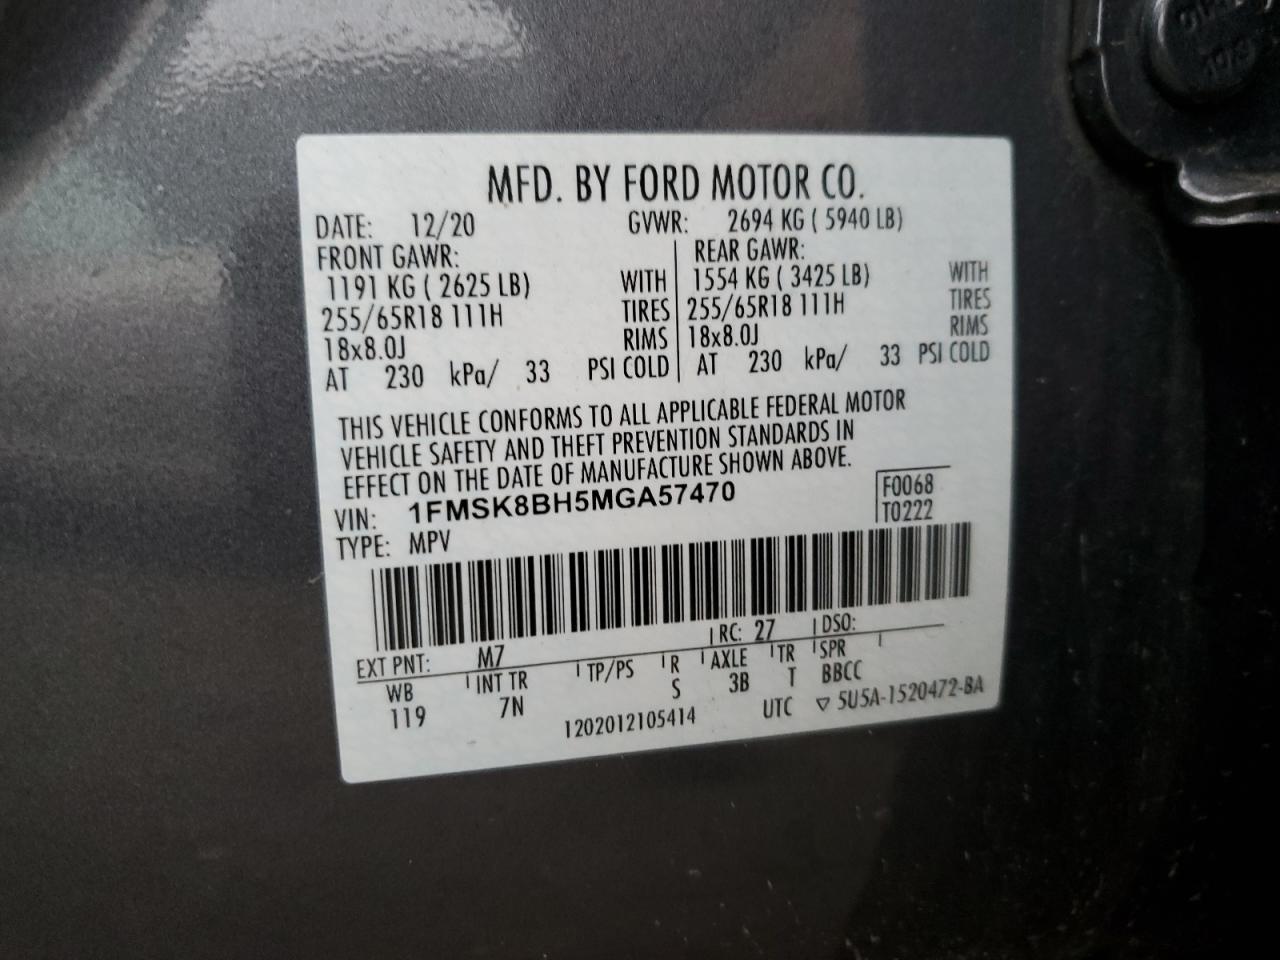 MFD. BY FORD MOTOR CO.
DATE: 12/20 GVWR: 2694 KG ( 5940 LB)
FRONT GAWR: REAR GAWR:
1191 KG ( 2625 LB) WITH 1554 KG ( 3425 LB) WITH
255/65R18 111H TIRES 255/65R18 111H TIRES
18x8.0J RIMS 18x8.0J RIMS
AT 230 kPa/ 33 PSI COLD AT 230 kPa/ 33 PSI COLD
THIS VEHICLE CONFORMS TO ALL APPLICABLE FEDERAL MOTOR
VEHICLE SAFETY AND THEFT PREVENTION STANDARDS IN
EFFECT ON THE DATE OF MANUFACTURE SHOWN ABOVE.
VIN: 1FMSK8BH5MGA57470 F0068
TYPE: MPV T0222
EXT PNT: M7 RC: 27 DSO:
WB INT TR TP/PS R AXLE TR SPR
119 7N S 3B T BBCC
1202012105414 UTC ▽ 5U5A-1520472-BA